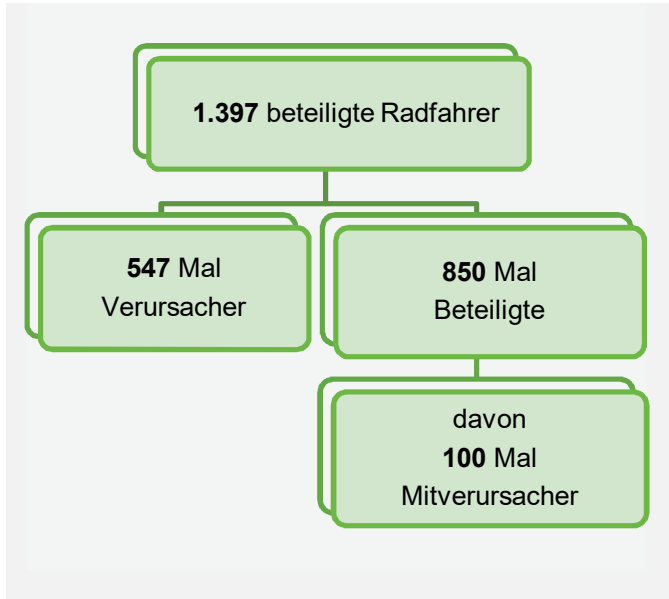 1.397 beteiligte Radfahrer
547 Mal
Verursacher
850 Mal
Beteiligte
davon
100 Mal
Mitverursacher